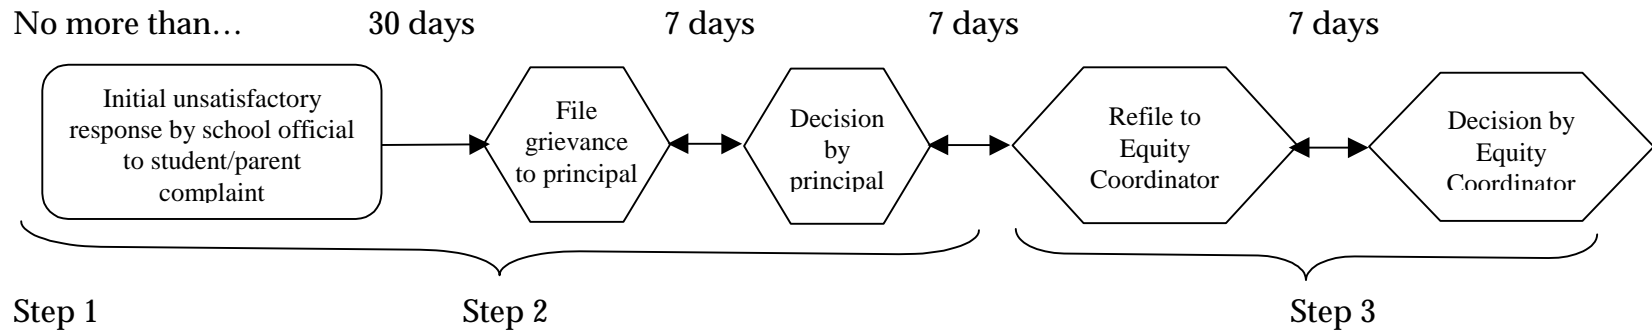 No more than… 30 days 7 days 7 days 7 days
Initial unsatisfactory
response by school official
to student/parent
complaint
File
grievance
to principal
Decision
by
principal
Refile to
Equity
Coordinator
Decision by
Equity
Coordinator
Step 1 Step 2 Step 3